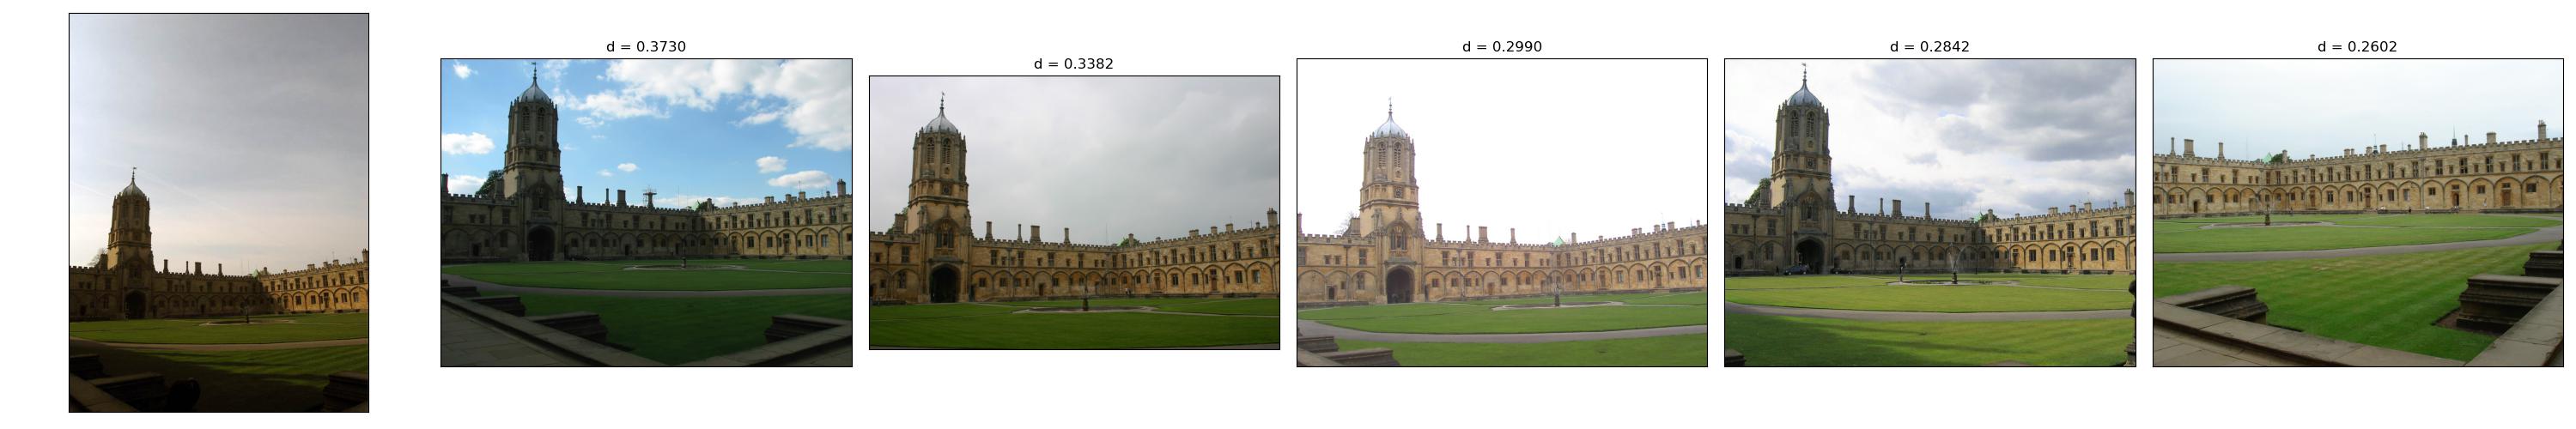 d = 0.3730
d = 0.3382
d = 0.2990
d = 0.2842
d = 0.2602